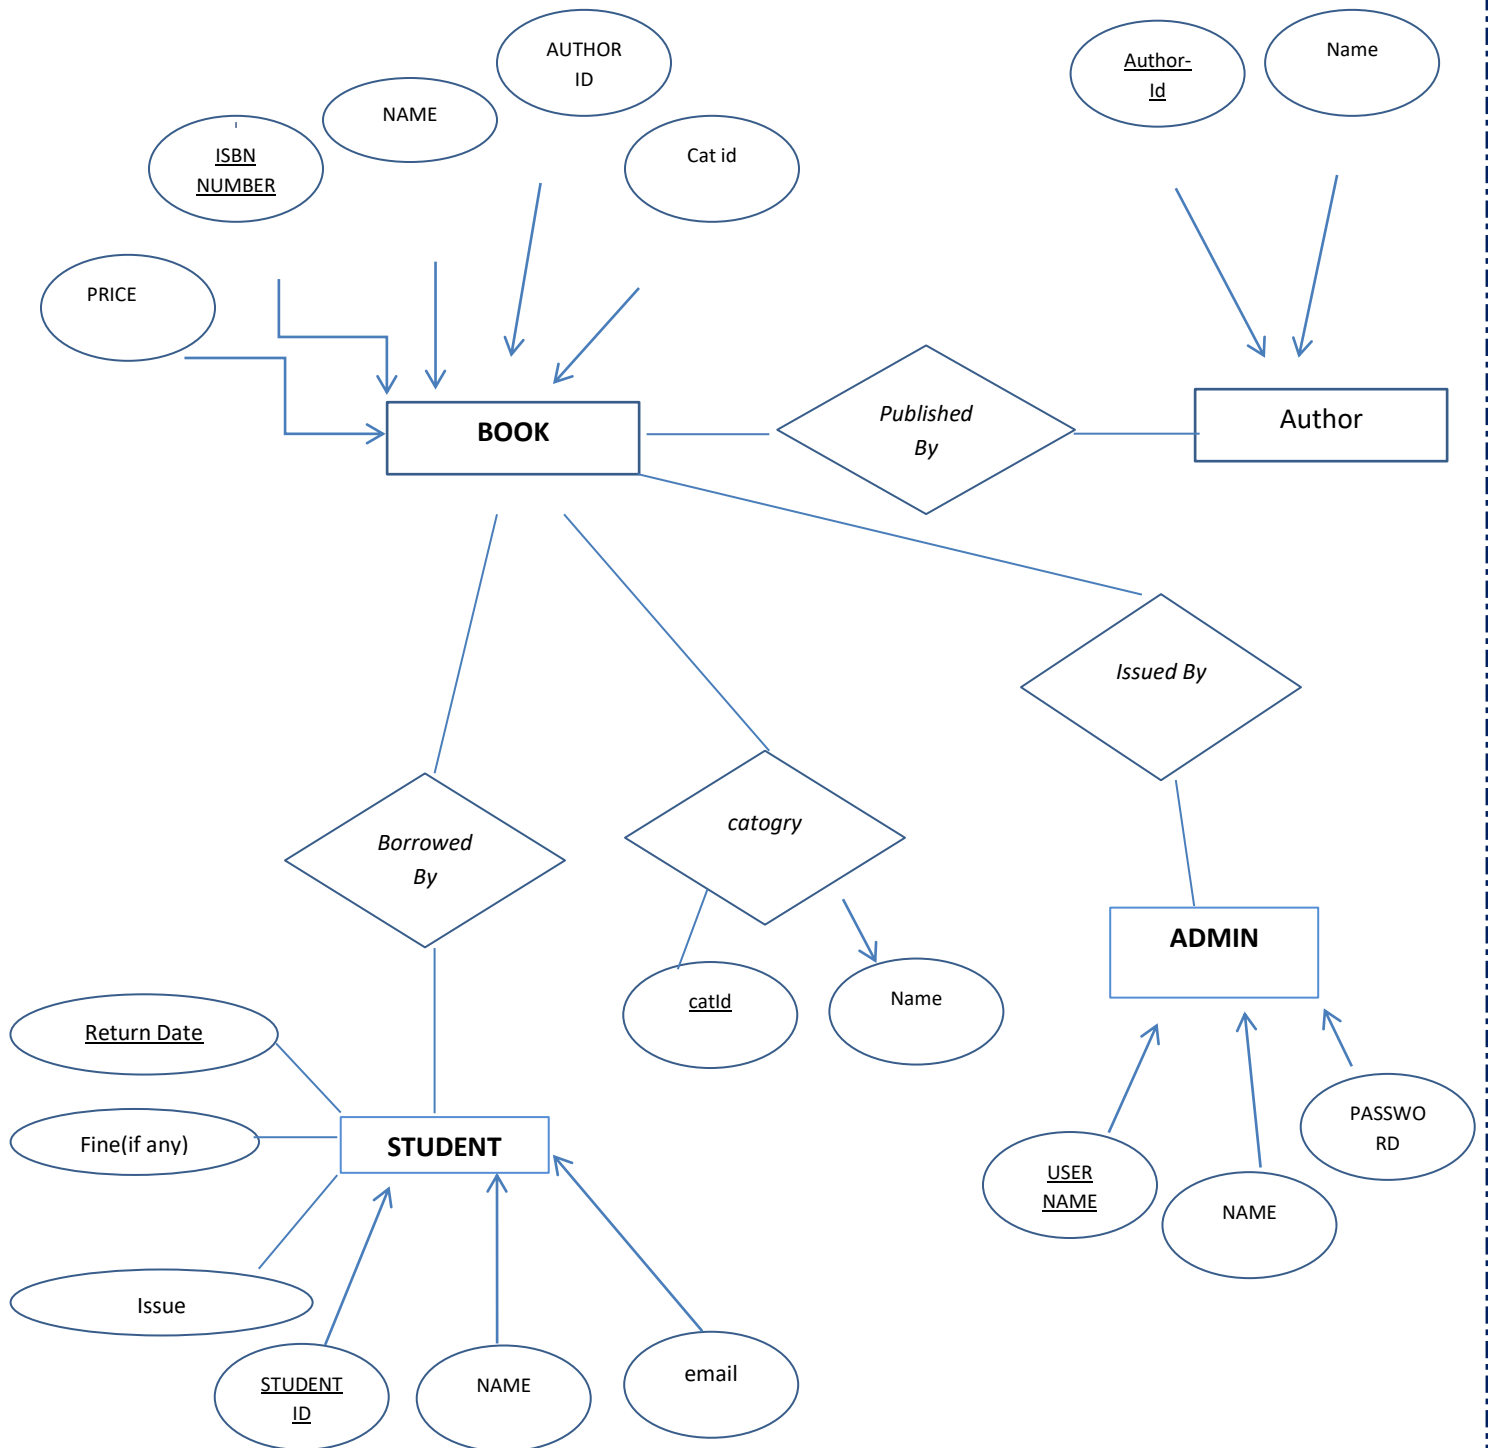 AUTHOR
ID
Author-
Id
Name
NAME
ISBN
NUMBER
Cat id
PRICE
BOOK
Published
By
Author
Issued By
Borrowed
By
catogry
ADMIN
catId
Name
Return Date
Fine(if any)
STUDENT
PASSWO
RD
USER
NAME
NAME
Issue
STUDENT
ID
NAME
email